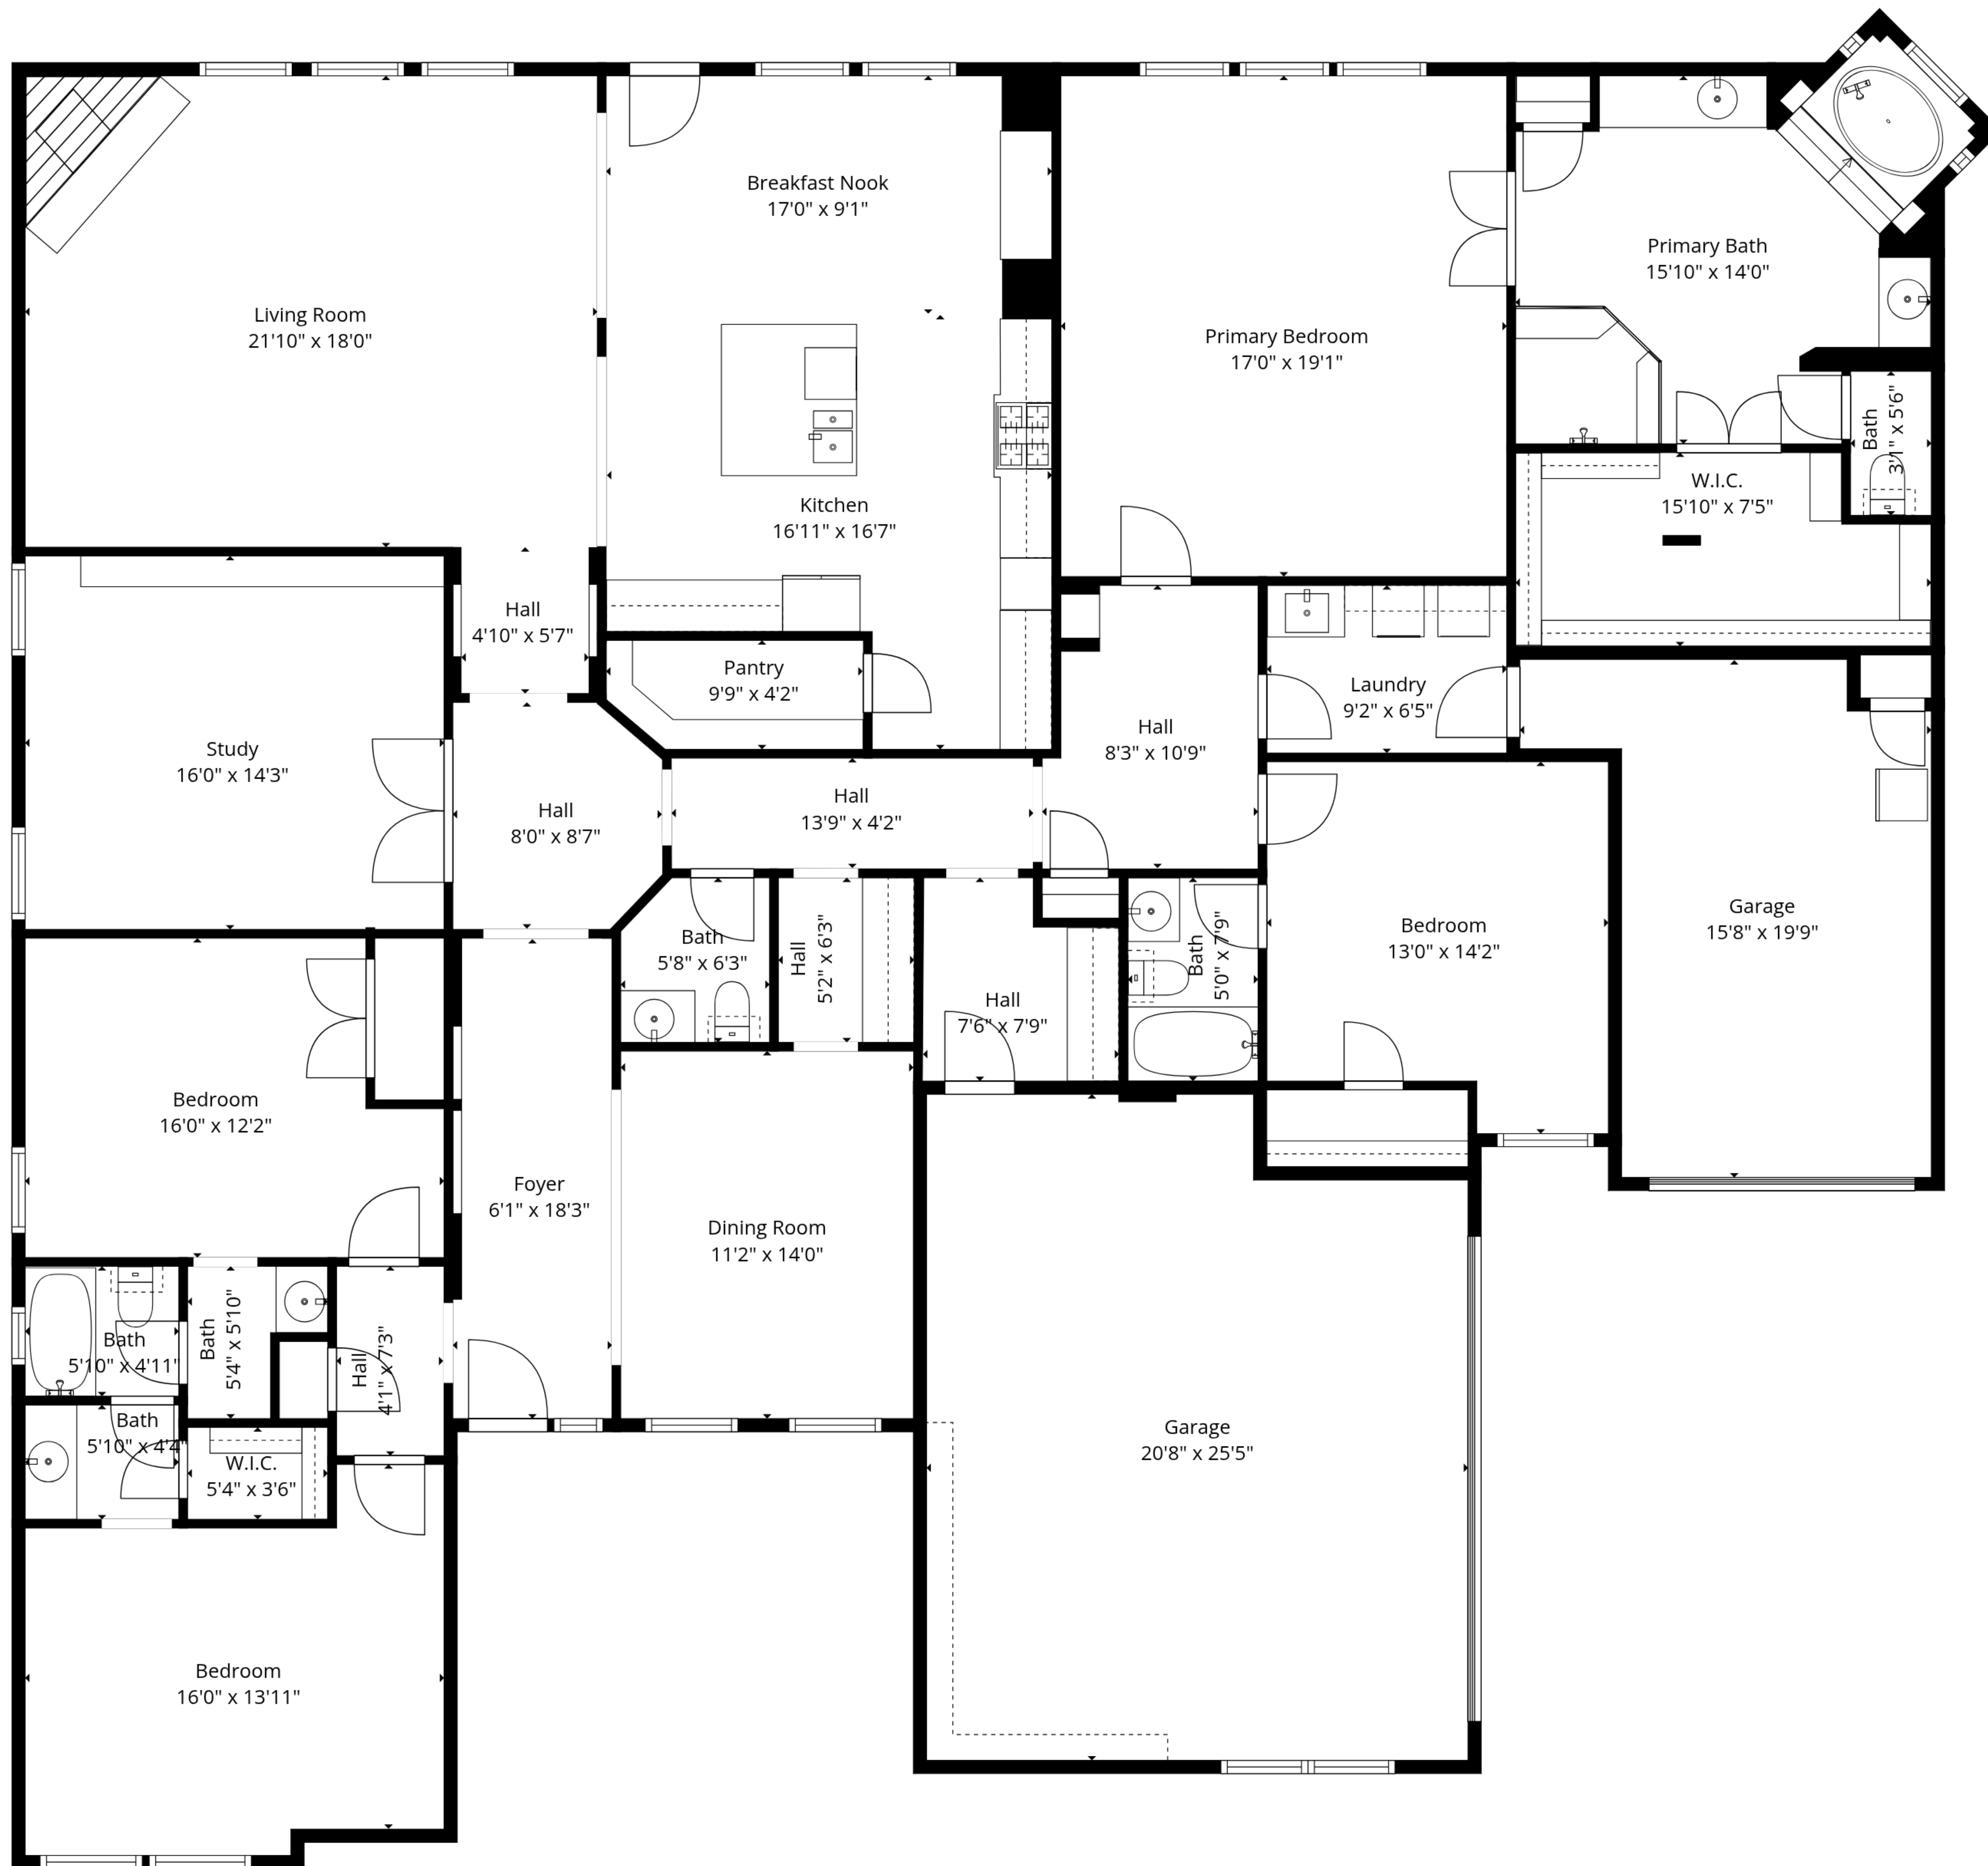 Breakfast Nook
17'0" x 9'1"
Primary Bath
15'10" x 14'0"
Living Room
21'10" x 18'0"
Primary Bedroom
17'0" x 19'1"
Bath
3'1" x 5'6"
W.I.C.
15'10" x 7'5"
Kitchen
16'11" x 16'7"
Hall
4'10" x 5'7"
Pantry
9'9" x 4'2"
Laundry
9'2" x 6'5"
Hall
8'3" x 10'9"
Study
16'0" x 14'3"
Hall
8'0" x 8'7"
Hall
13'9" x 4'2"
Garage
15'8" x 19'9"
Bedroom
13'0" x 14'2"
Bath
5'8" x 6'3"
Hall
5'2" x 6'3"
Bath
5'0" x 7'9"
Hall
7'6" x 7'9"
Bedroom
16'0" x 12'2"
Foyer
6'1" x 18'3"
Dining Room
11'2" x 14'0"
Bath
5'10" x 4'11"
Bath
5'4" x 5'10"
Hall
4'1" x 7'3"
Bath
5'10" x 4'4"
W.I.C.
5'4" x 3'6"
Garage
20'8" x 25'5"
Bedroom
16'0" x 13'11"